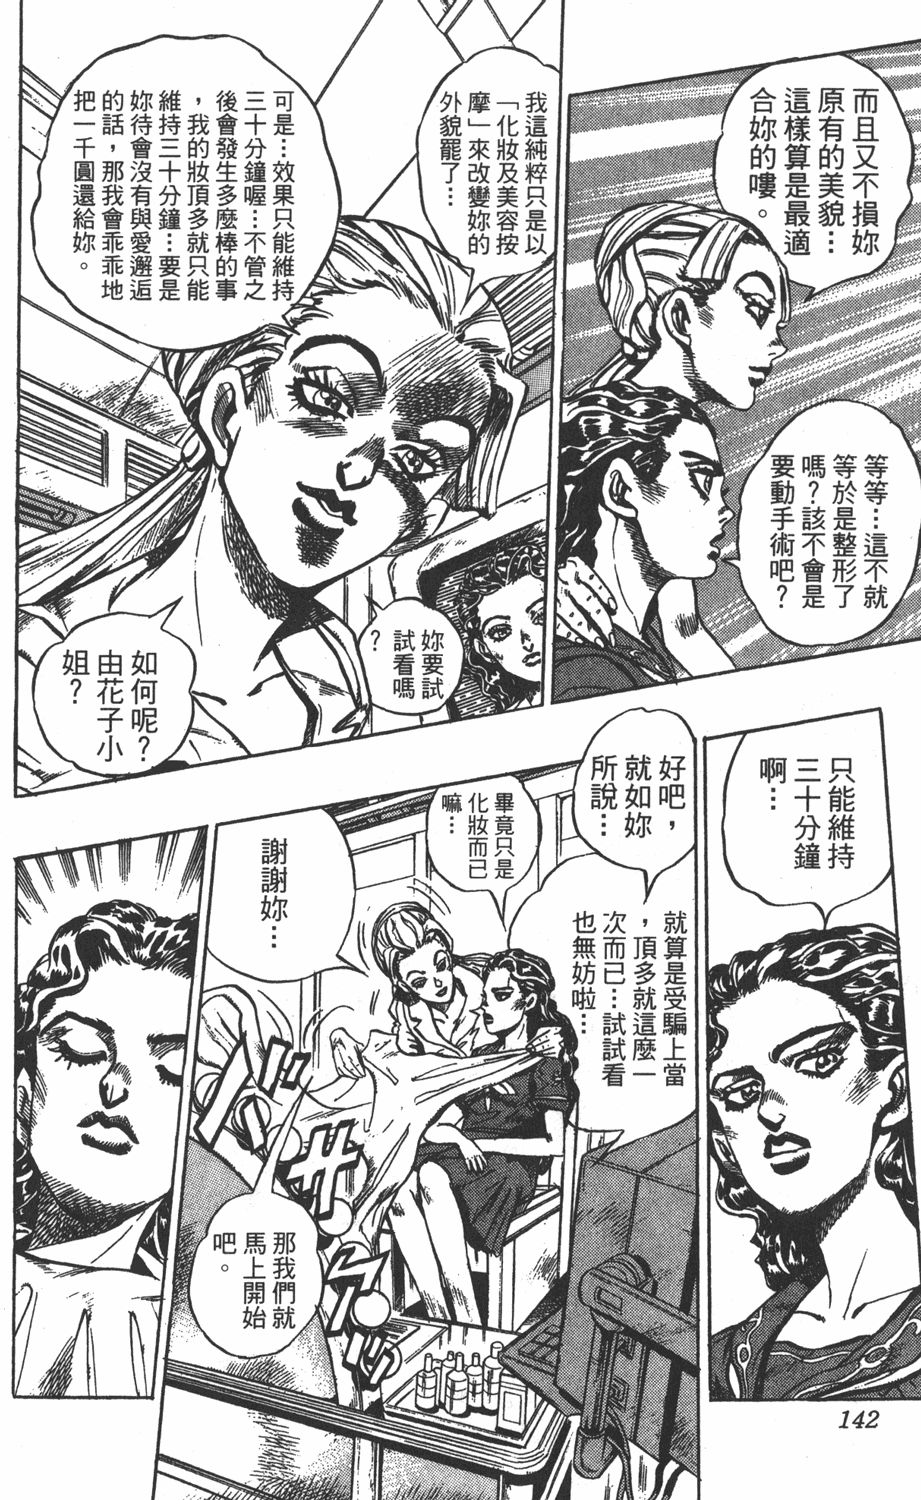 而且又不損妳
原有的美貌…
這樣算是最適
合妳的嘍。
等等…這不就
等於是整形了
嗎？該不會是
要動手術吧？
我這純粹只是以
「化妝及美容按
摩」來改變妳的
外貌罷了…
可是…效果只能維持
三十分鐘喔…不管之
後會發生多麼棒的事
，我的妝頂多就只能
維持三十分鐘…要是
妳待會沒有與愛邂逅
的話，那我會乖乖地
把一千圓還給妳。
妳要試
試看嗎
？
如何呢？
由花子小
姐？
只能維持
三十分鐘
啊…
好吧，
就如妳
所說…
就算是受騙上當
，頂多就這麼一
次而已…試試看
也無妨啦…
畢竟只是
化妝而已
嘛…
謝謝妳…
那我們就
馬上開始
吧。
142